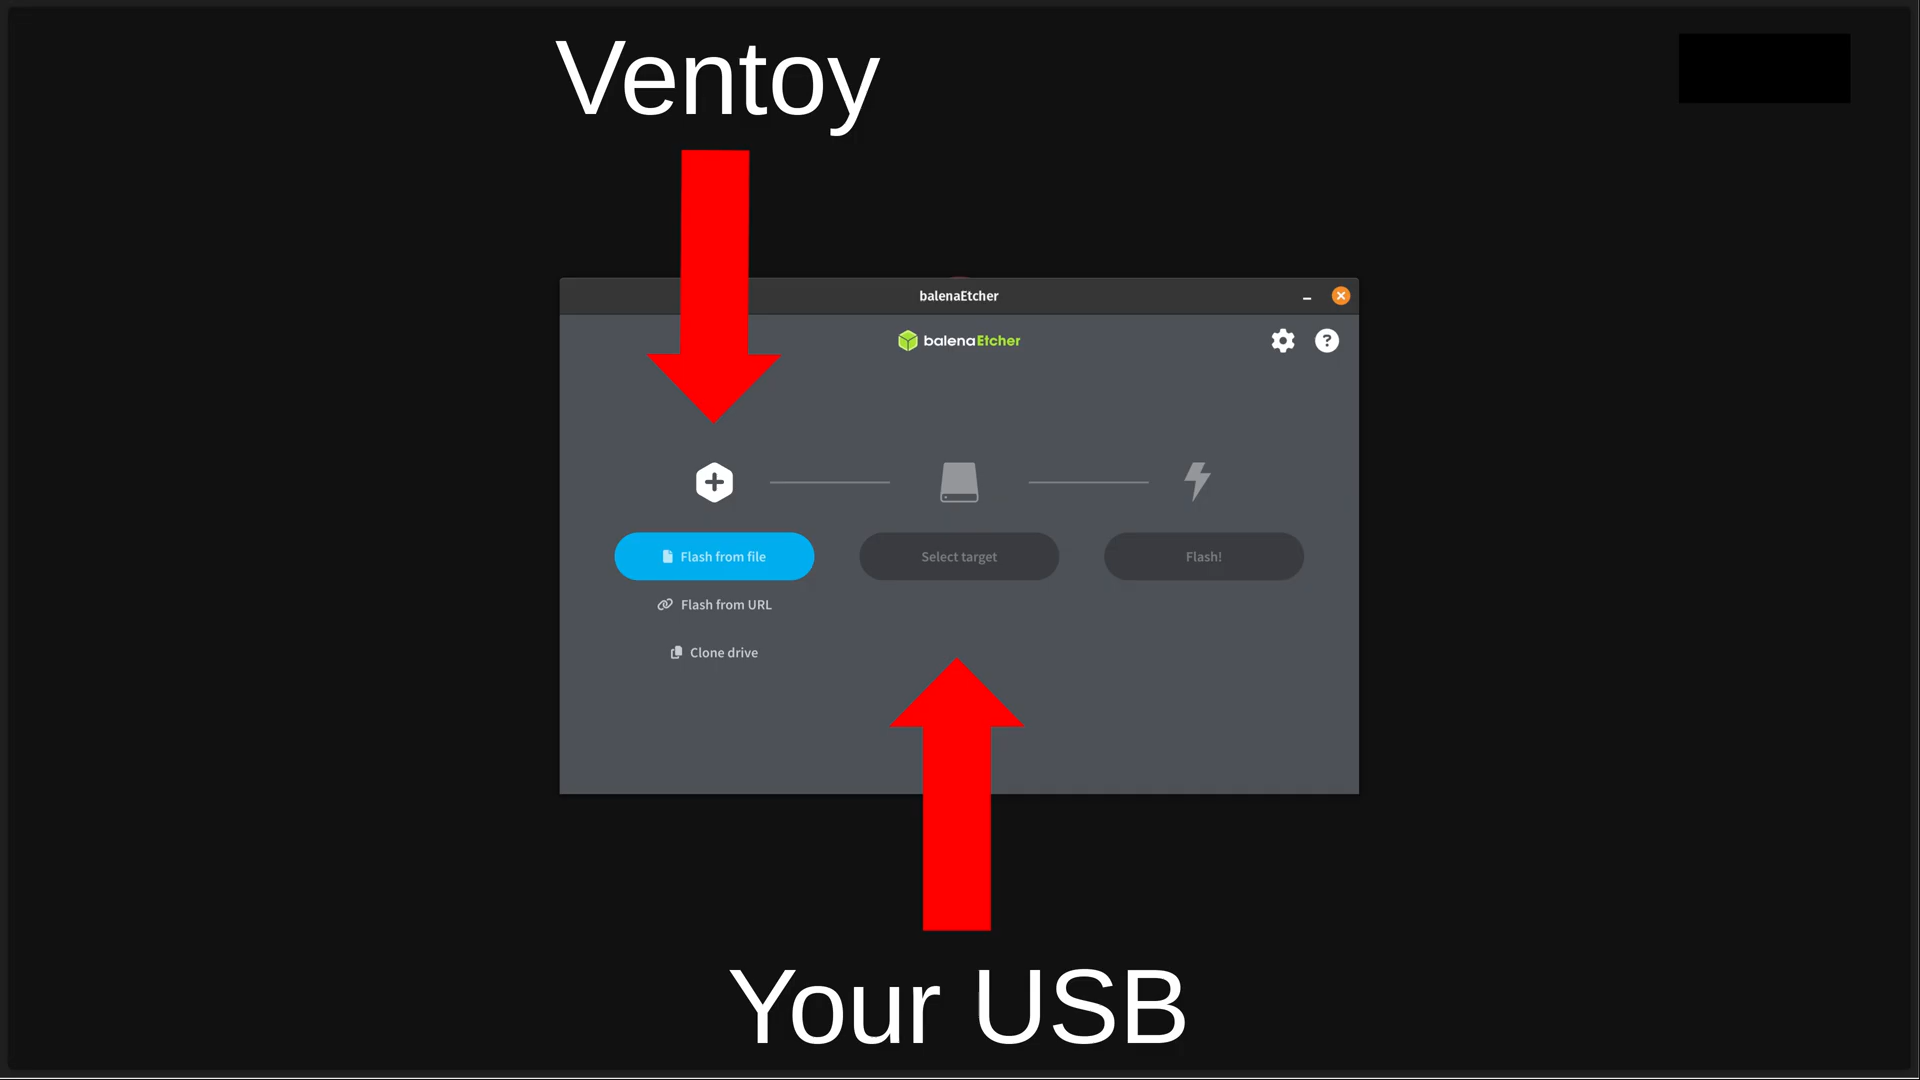 Ventoy
balenaEtcher
balenaEtcher
?
Flash from file
Select target
Flash!
Flash from URL
Clone drive
Your USB